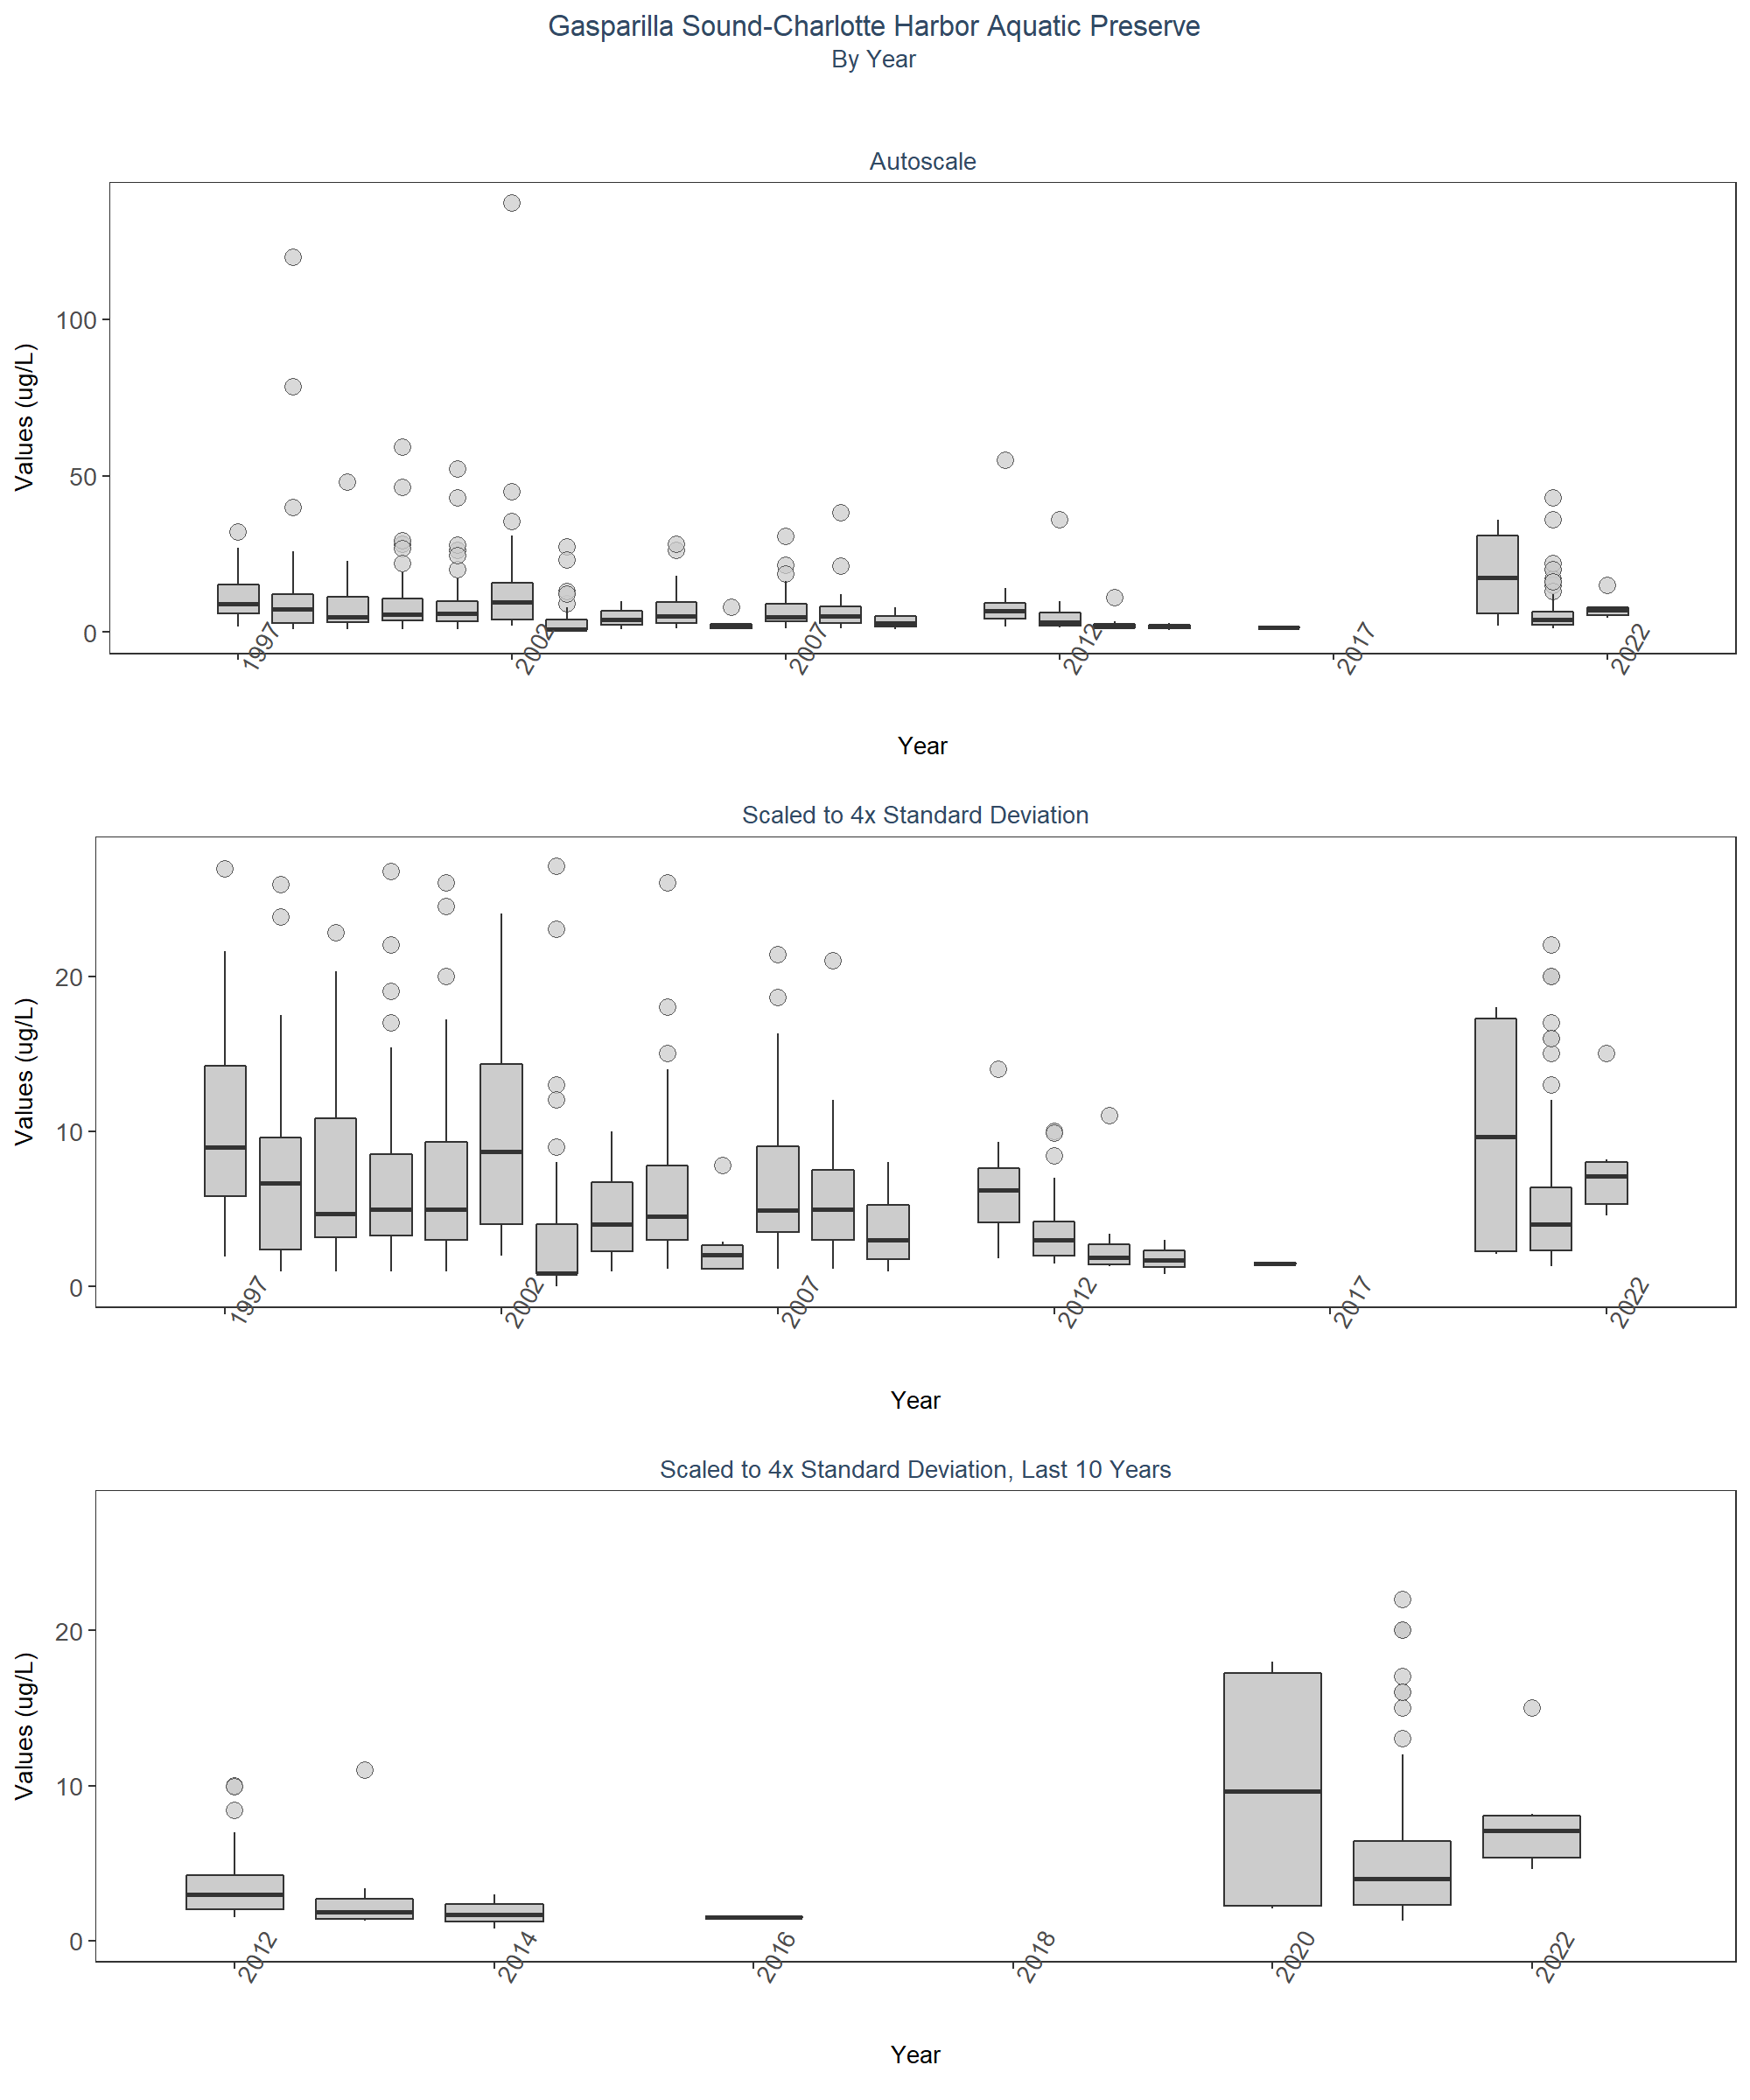 Gasparilla Sound-Charlotte Harbor Aquatic Preserve
By Year
Autoscale
Values (ug/L)
100
50
0
1997
2002
2007
2012
2017
2022
Year
Scaled to 4x Standard Deviation
Values (ug/L)
20
10
0
1997
2002
2007
2012
2017
2022
Year
Scaled to 4x Standard Deviation, Last 10 Years
Values (ug/L)
20
10
0
2012
2014
2016
2018
2020
2022
Year